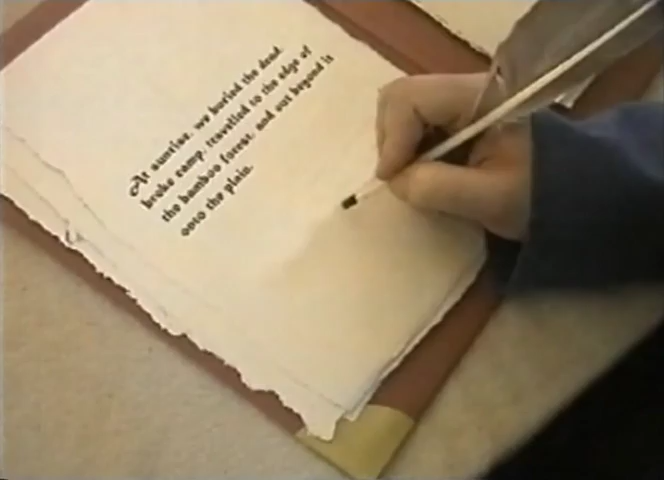 At sunrise, we buried the dead,
broke camp, travelled to the edge of
the bamboo forest, and out beyond it
onto the plain.